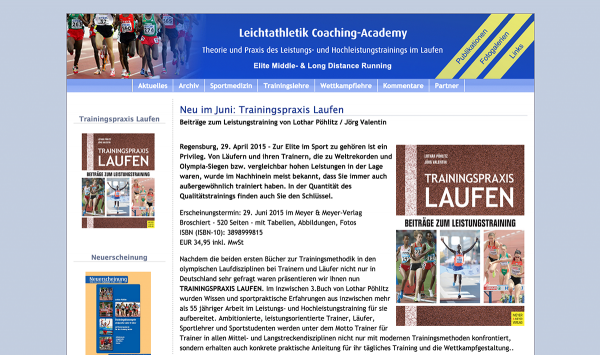 Leichtathletik Coaching-Academy
Theorie und Praxis des Leistungs- und Hochleistungstrainings im Laufen
Elite Middle- & Long Distance Running
Publikationen
Fotogalerien
Links
Aktuelles
Archiv
Sportmedizin
Trainingslehre
Wettkampflehre
Kommentare
Partner
Trainingspraxis Laufen
TRAININGSPRAXIS
LAUFEN
BEITRÄGE ZUM LEISTUNGSTRAINING
Neuerscheinung
Neuerscheinung
Neu im Juni: Trainingspraxis Laufen
Beiträge zum Leistungstraining von Lothar Pöhlitz / Jörg Valentin
Regensburg, 29. April 2015 - Zur Elite im Sport zu gehören ist ein
Privileg. Von Läufern und ihren Trainern, die zu Weltrekorden und
Olympia-Siegen bzw. vergleichbar hohen Leistungen in der Lage
waren, wurde im Nachhinein meist bekannt, dass Sie immer auch
außergewöhnlich trainiert haben. In der Quantität des
Qualitätstrainings finden auch Sie den Schlüssel.
Erscheinungstermin: 29. Juni 2015 im Meyer & Meyer-Verlag
Broschiert - 520 Seiten - mit Tabellen, Abbildungen, Fotos
ISBN (ISBN-10): 3898999815
EUR 34,95 inkl. MwSt
LOTHAR PÖHLITZ
JÖRG VALENTIN
TRAININGSPRAXIS
LAUFEN
BEITRÄGE ZUM LEISTUNGSTRAINING
Nachdem die beiden ersten Bücher zur Trainingsmethodik in den
olympischen Laufdisziplinen bei Trainern und Läufer nicht nur in
Deutschland sehr gefragt waren präsentieren wir Ihnen nun
TRAININGSPRAXIS LAUFEN. Im inzwischen 3.Buch von Lothar Pöhlitz
wurden Wissen und sportpraktische Erfahrungen aus inzwischen mehr
als 55 jähriger Arbeit im Leistungs- und Hochleistungstraining für sie
aufbereitet. Ambitionierte, leistungsorientierte Trainer, Läufer,
Sportlehrer und Sportstudenten werden unter dem Motto Trainer für
Trainer in allen Mittel- und Langstreckendisziplinen nicht nur mit modernen Trainingsmethoden konfrontiert,
sondern erhalten auch konkrete praktische Anleitung für ihr tägliches Training und die Wettkampfgestaltung..